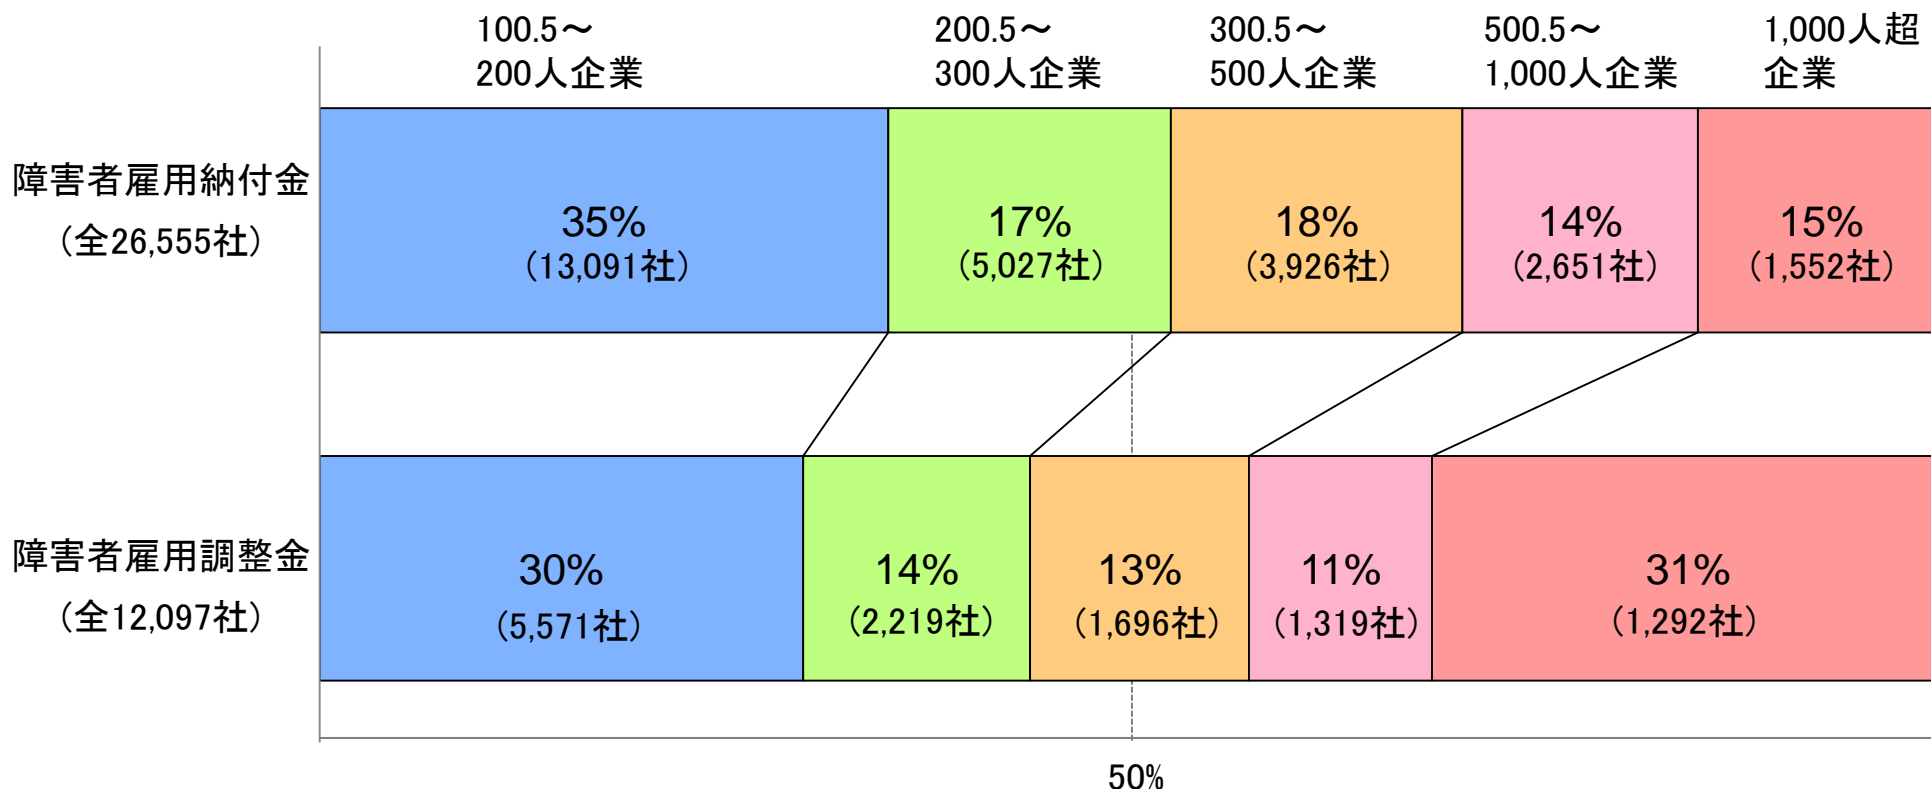 100.5～
200人企業
200.5～
300人企業
300.5～
500人企業
500.5～
1,000人企業
1,000人超
企業
障害者雇用納付金
（全26,555社）
35%
（13,091社）
17%
（5,027社）
18%
（3,926社）
14%
（2,651社）
15%
（1,552社）
障害者雇用調整金
（全12,097社）
30%
（5,571社）
14%
（2,219社）
13%
（1,696社）
11%
（1,319社）
31%
（1,292社）
50%